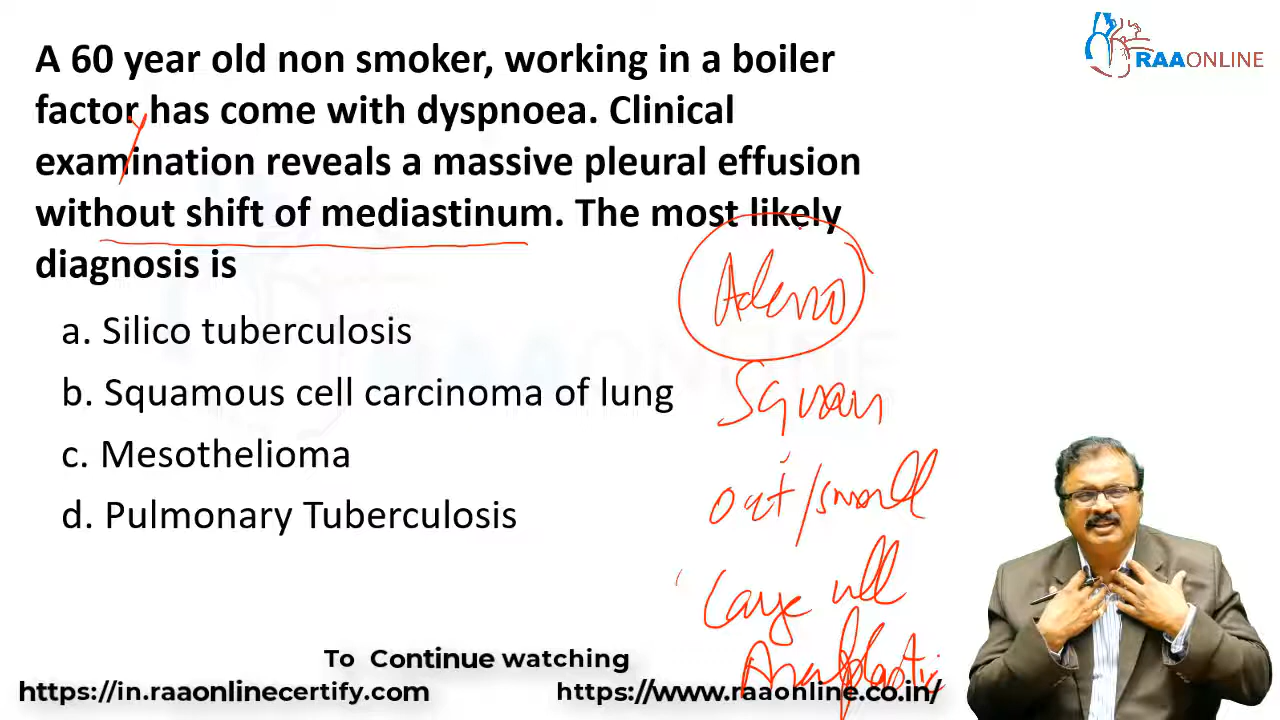 RAAONLINE
A 60 year old non smoker, working in a boiler
factor has come with dyspnoea. Clinical
examination reveals a massive pleural effusion
without shift of mediastinum. The most likely
diagnosis is
Adeno
a. Silico tuberculosis
b. Squamous cell carcinoma of lung
Squam
c. Mesothelioma
oat/small
d. Pulmonary Tuberculosis
Large cell
Anaplastic
To Continue watching
https://in.raaonlinecertify.com https://www.raaonline.co.in/